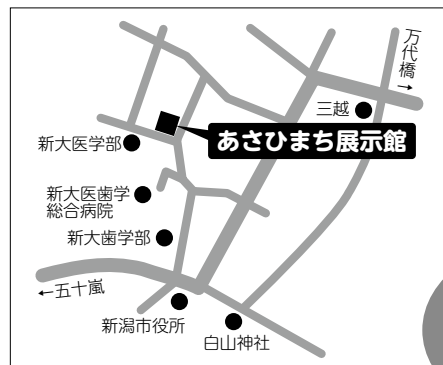 万代橋
→
三越
あさひまち展示館
新大医学部
新大医歯学
総合病院
新大歯学部
←五十嵐
新潟市役所
白山神社